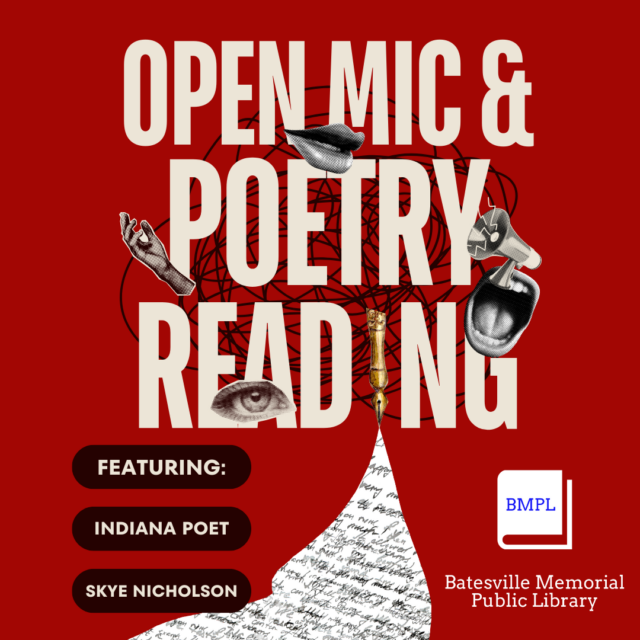 OPEN MIC &
POETRY
READ NG
FEATURING:
INDIANA POET
SKYE NICHOLSON
BMPL
Batesville Memorial
Public Library